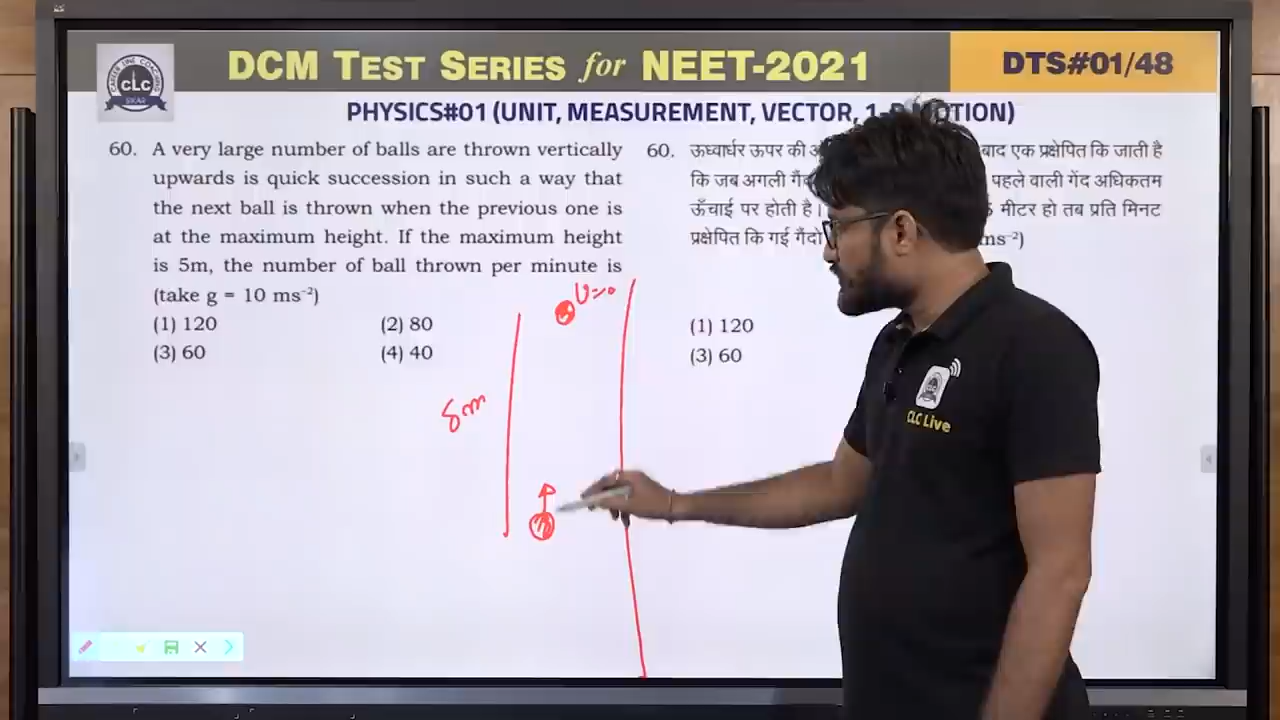 DCM TEST SERIES for NEET-2021
DTS#01/48
CLC
SIKAR
PHYSICS#01 (UNIT, MEASUREMENT, VECTOR, 1-D MOTION)
60. A very large number of balls are thrown vertically
upwards is quick succession in such a way that
the next ball is thrown when the previous one is
at the maximum height. If the maximum height
is 5m, the number of ball thrown per minute is
(take g = 10 ms⁻²)
(1) 120 (2) 80
(3) 60 (4) 40
υ=0
5m
60. ऊर्ध्वार्धर ऊपर की बाद एक प्रक्षेपित कि जाती है
कि जब अगली पहले वाली गेंद अधिकतम
ऊँचाई पर होती है। मीटर हो तब प्रति मिनट
प्रक्षेपित कि गई गैंदो ms⁻²)
(1) 120
(3) 60
CLC
CLC Live